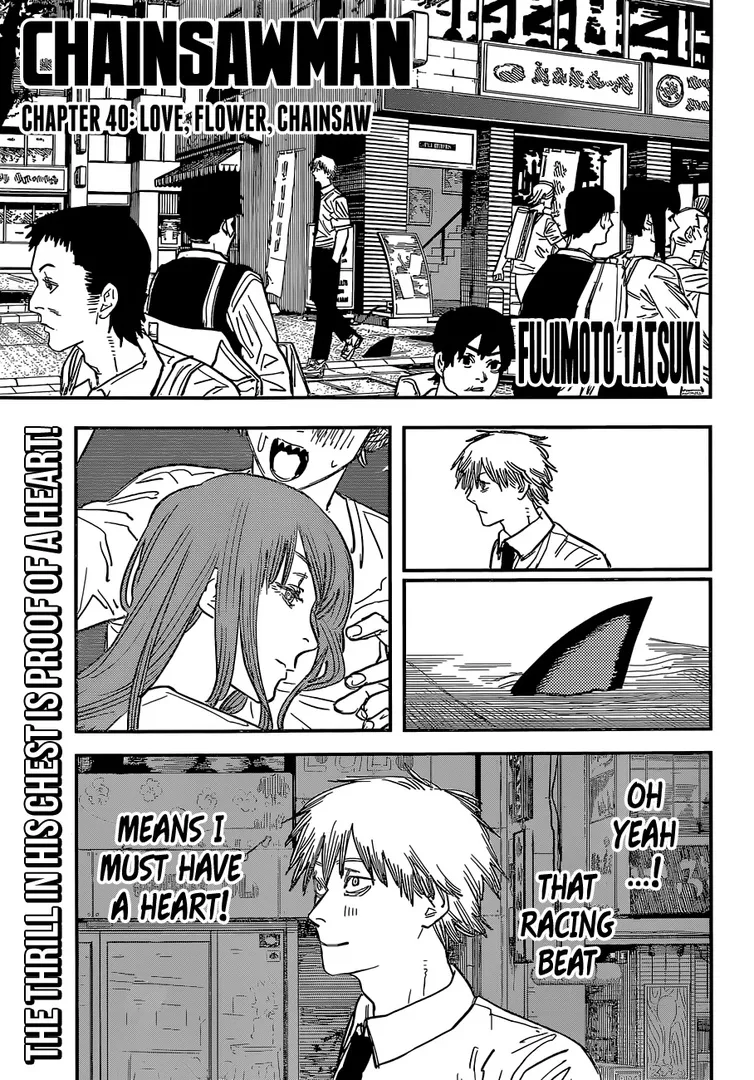 CHAINSAWMAN
CHAPTER 40: LOVE, FLOWER, CHAINSAW
FUJIMOTO TATSUKI
THE THRILL IN HIS CHEST IS PROOF OF A HEART!
OH
YEAH
...!
THAT
RACING
BEAT
MEANS I
MUST HAVE
A HEART!